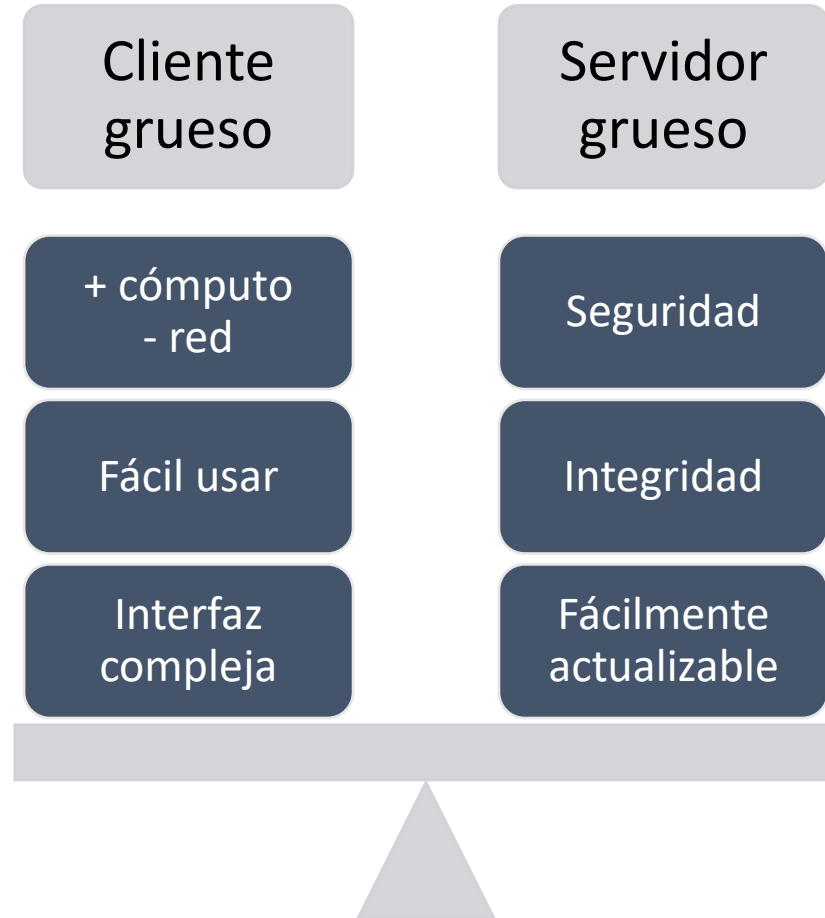 Cliente
grueso
+ cómputo
- red
Fácil usar
Interfaz
compleja
Servidor
grueso
Seguridad
Integridad
Fácilmente
actualizable